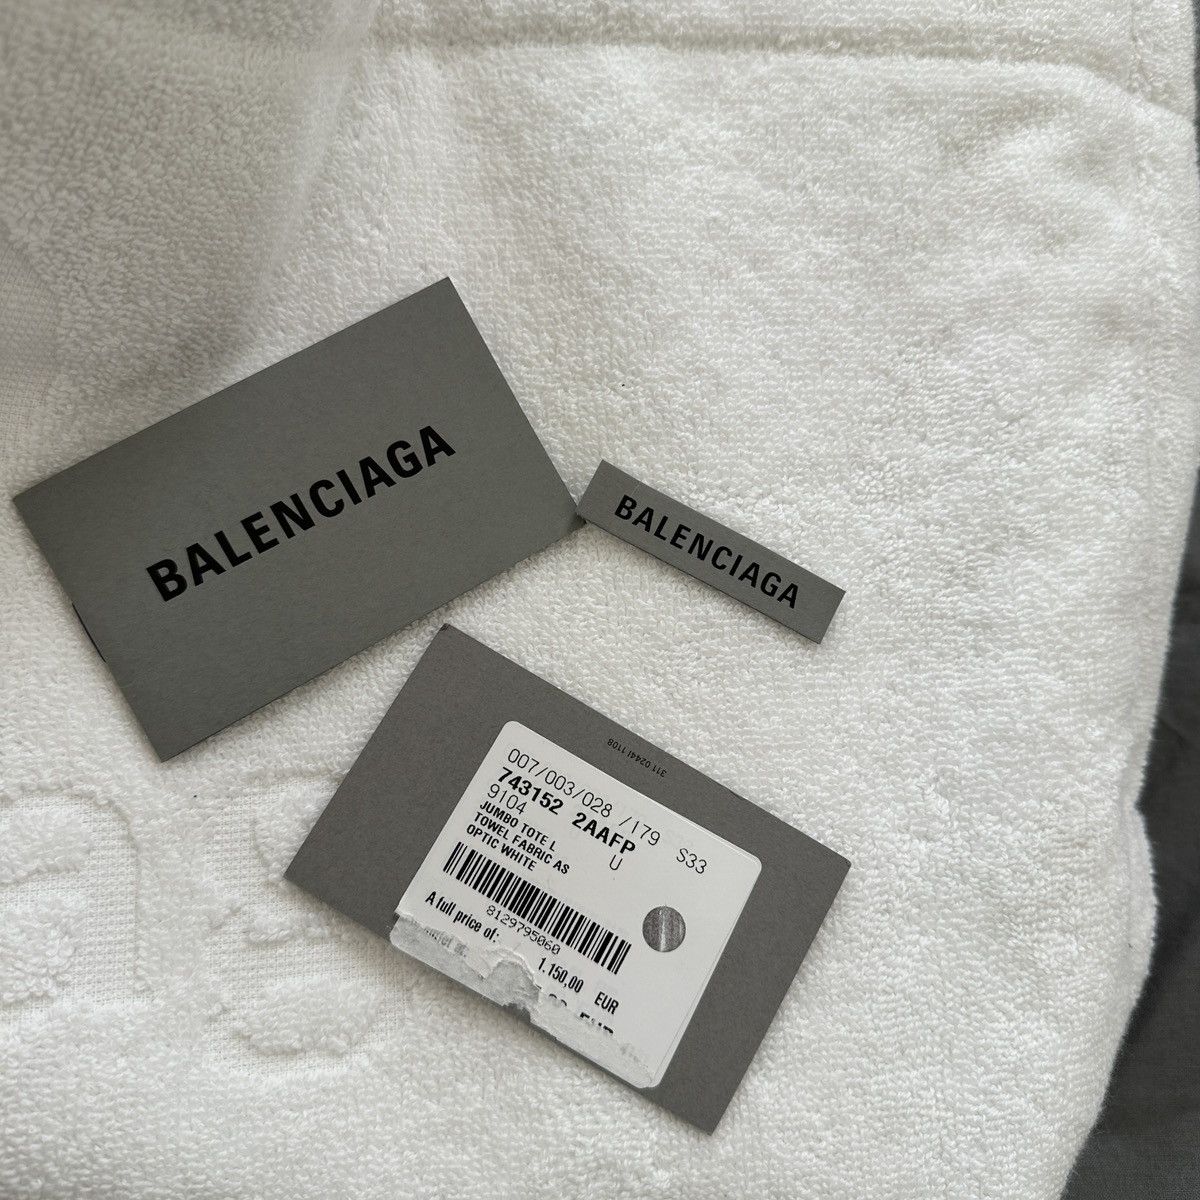 BALENCIAGA
BALENCIAGA
311 02441 1108
007/003/028 /179 S33
743152 2AAFP U
9104
JUMBO TOTE L
TOWEL FABRIC AS
OPTIC WHITE
8129795060
A full price of:
1.150,00 EUR
EUR